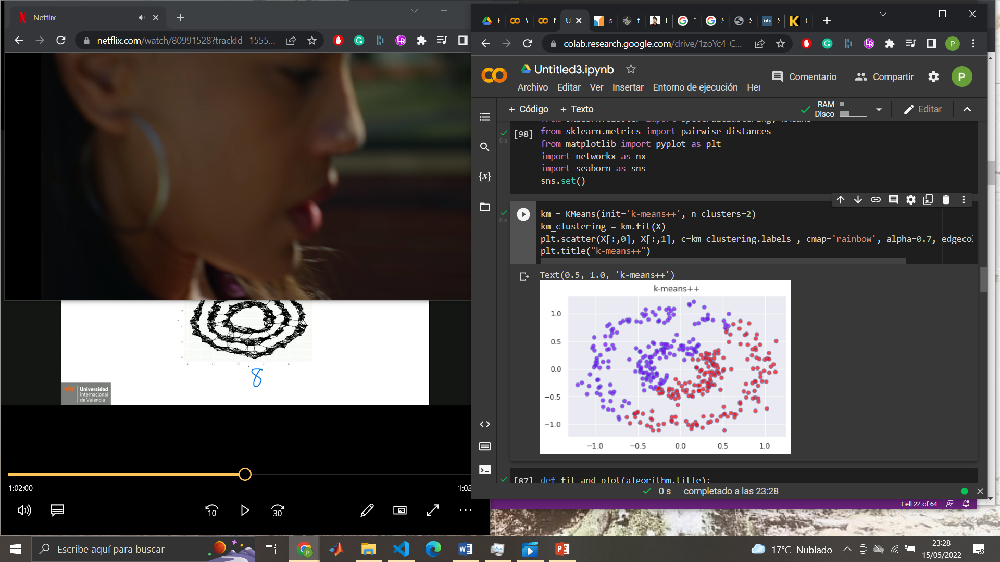 Netflix
netflix.com/watch/80991528?trackId=1555...
8
viu Universidad
Internacional
de Valencia
1:02:00
1:02
10
30
colab.research.google.com/drive/1zoYc4-C...
P
Untitled3.ipynb
Archivo Editar Ver Insertar Entorno de ejecución Her
Comentario Compartir P
+ Código + Texto
RAM
Disco
Editar
[98]
0 s
from sklearn.metrics import pairwise_distances
from matplotlib import pyplot as plt
import networkx as nx
import seaborn as sns
sns.set()
{x}
0 s
km = KMeans(init='k-means++', n_clusters=2)
km_clustering = km.fit(X)
plt.scatter(X[:,0], X[:,1], c=km_clustering.labels_, cmap='rainbow', alpha=0.7, edgecol
plt.title("k-means++")
Text(0.5, 1.0, 'k-means++')
k-means++
1.0
0.5
0.0
−0.5
−1.0
−1.0 −0.5 0.0 0.5 1.0
[87] def fit_and_plot(algorithm,title):
0 s completado a las 23:28
Cell 22 of 64
Escribe aquí para buscar
17°C Nublado
23:28
15/05/2022